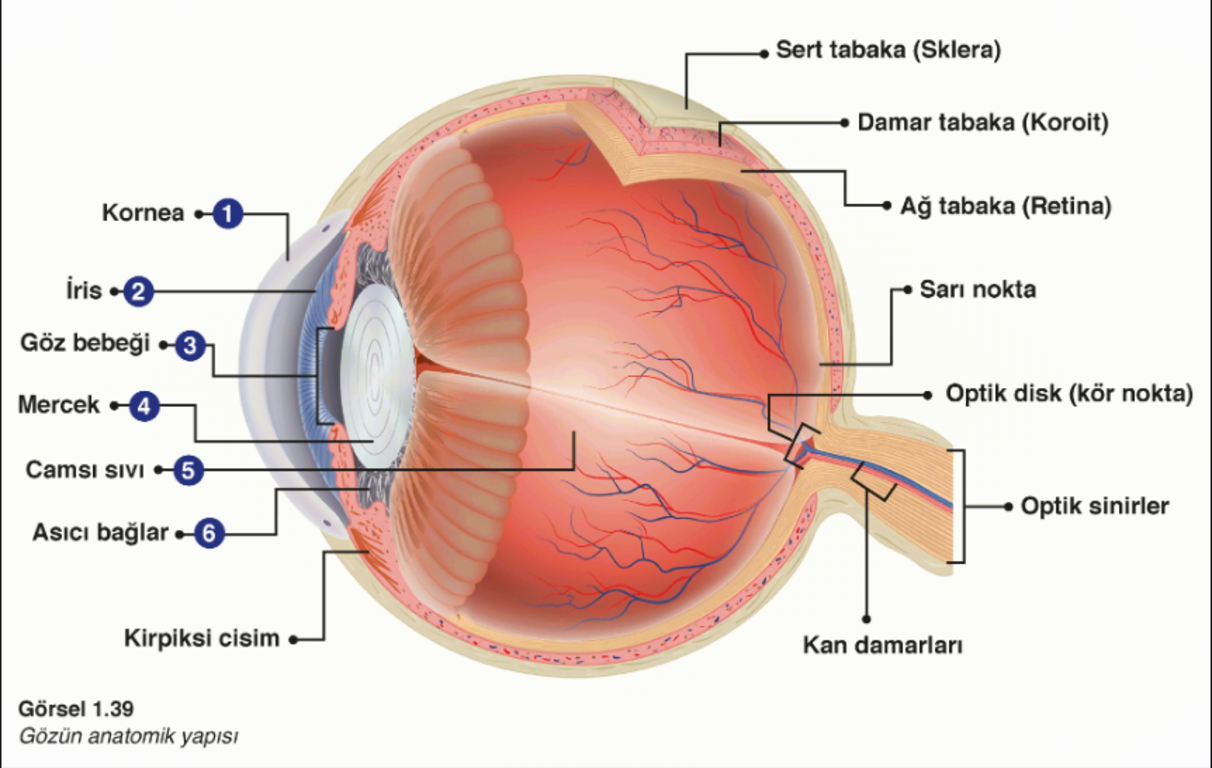 Sert tabaka (Sklera)
Damar tabaka (Koroit)
Kornea 1
Ağ tabaka (Retina)
İris 2
Sarı nokta
Göz bebeği 3
Optik disk (kör nokta)
Mercek 4
Camsı sıvı 5
Optik sinirler
Asıcı bağlar 6
Kirpiksi cisim
Kan damarları
Görsel 1.39
Gözün anatomik yapısı